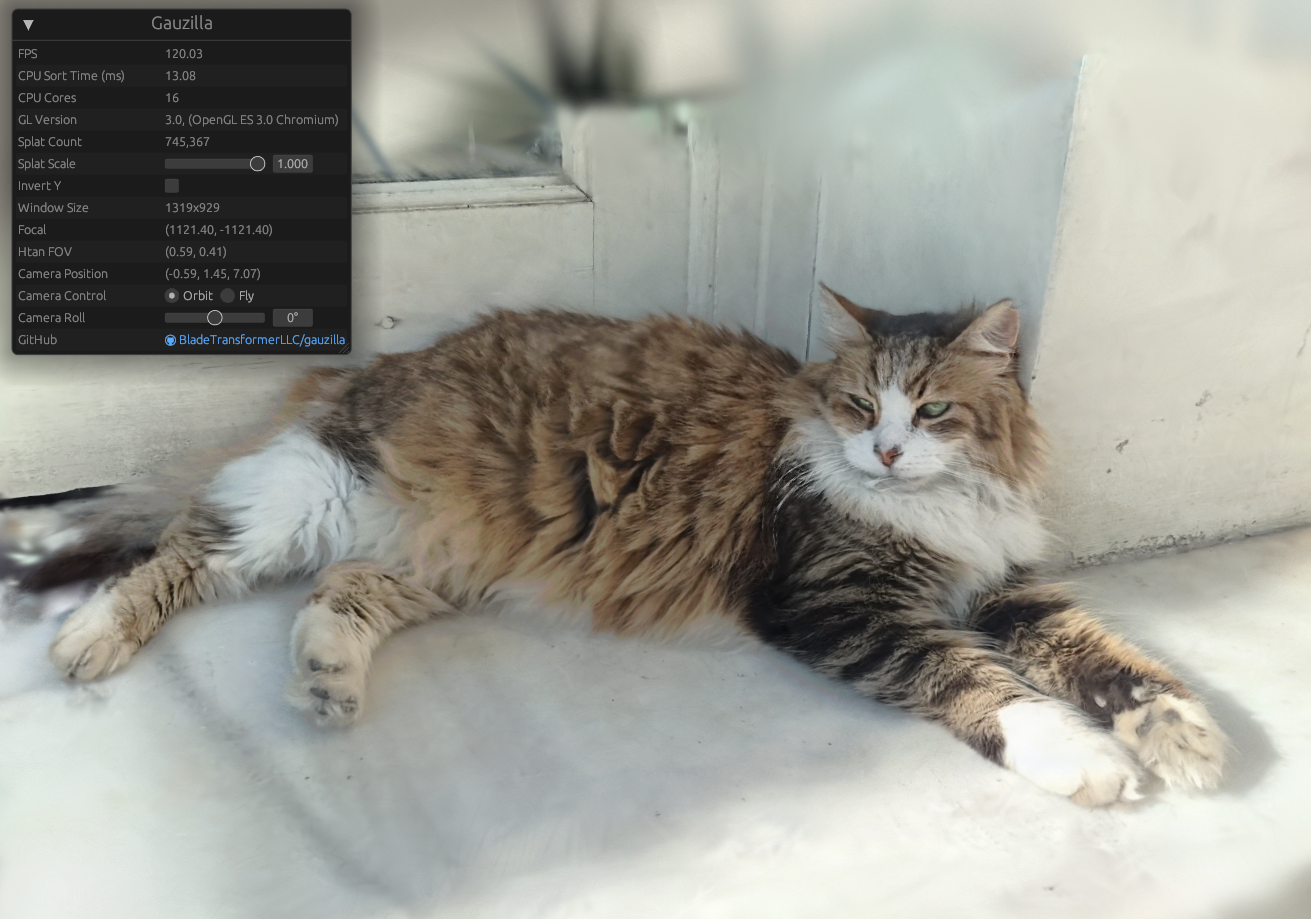 Gauzilla
FPS 120.03
CPU Sort Time (ms) 13.08
CPU Cores 16
GL Version 3.0, (OpenGL ES 3.0 Chromium)
Splat Count 745,367
Splat Scale 1.000
Invert Y
Window Size 1319x929
Focal (1121.40, -1121.40)
Htan FOV (0.59, 0.41)
Camera Position (-0.59, 1.45, 7.07)
Camera Control Orbit Fly
Camera Roll 0°
GitHub BladeTransformerLLC/gauzilla